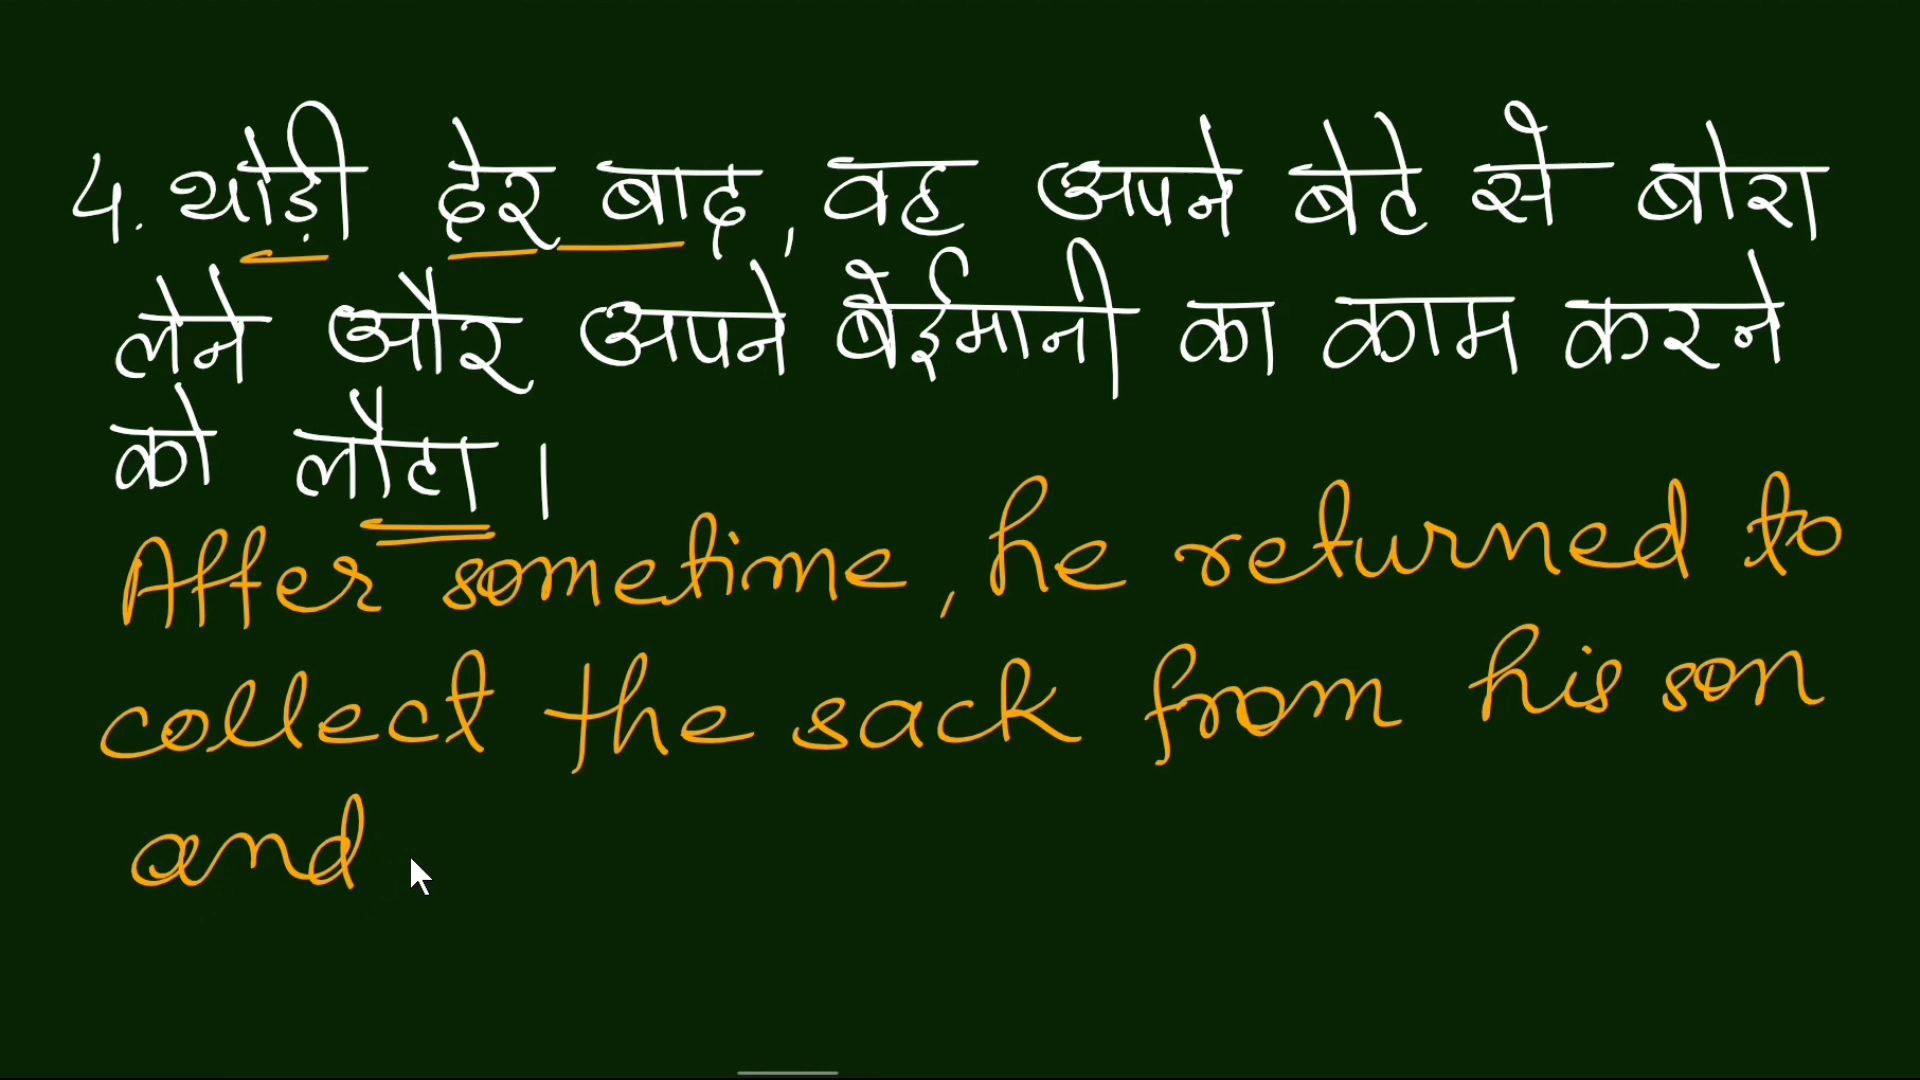 4. थोड़ी देर बाद, वह अपने बेटे से बोरा
लेने और अपने बेईमानी का काम करने
को लौटा।
After sometime, he returned to
collect the sack from his son
and